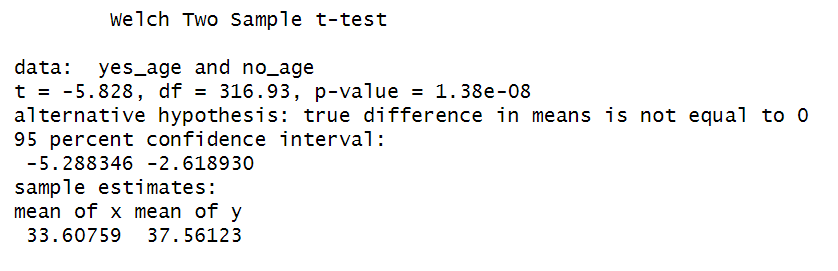 Welch Two Sample t-test
data:  yes_age and no_age
t = -5.828, df = 316.93, p-value = 1.38e-08
alternative hypothesis: true difference in means is not equal to 0
95 percent confidence interval:
-5.288346 -2.618930
sample estimates:
mean of x mean of y
33.60759  37.56123